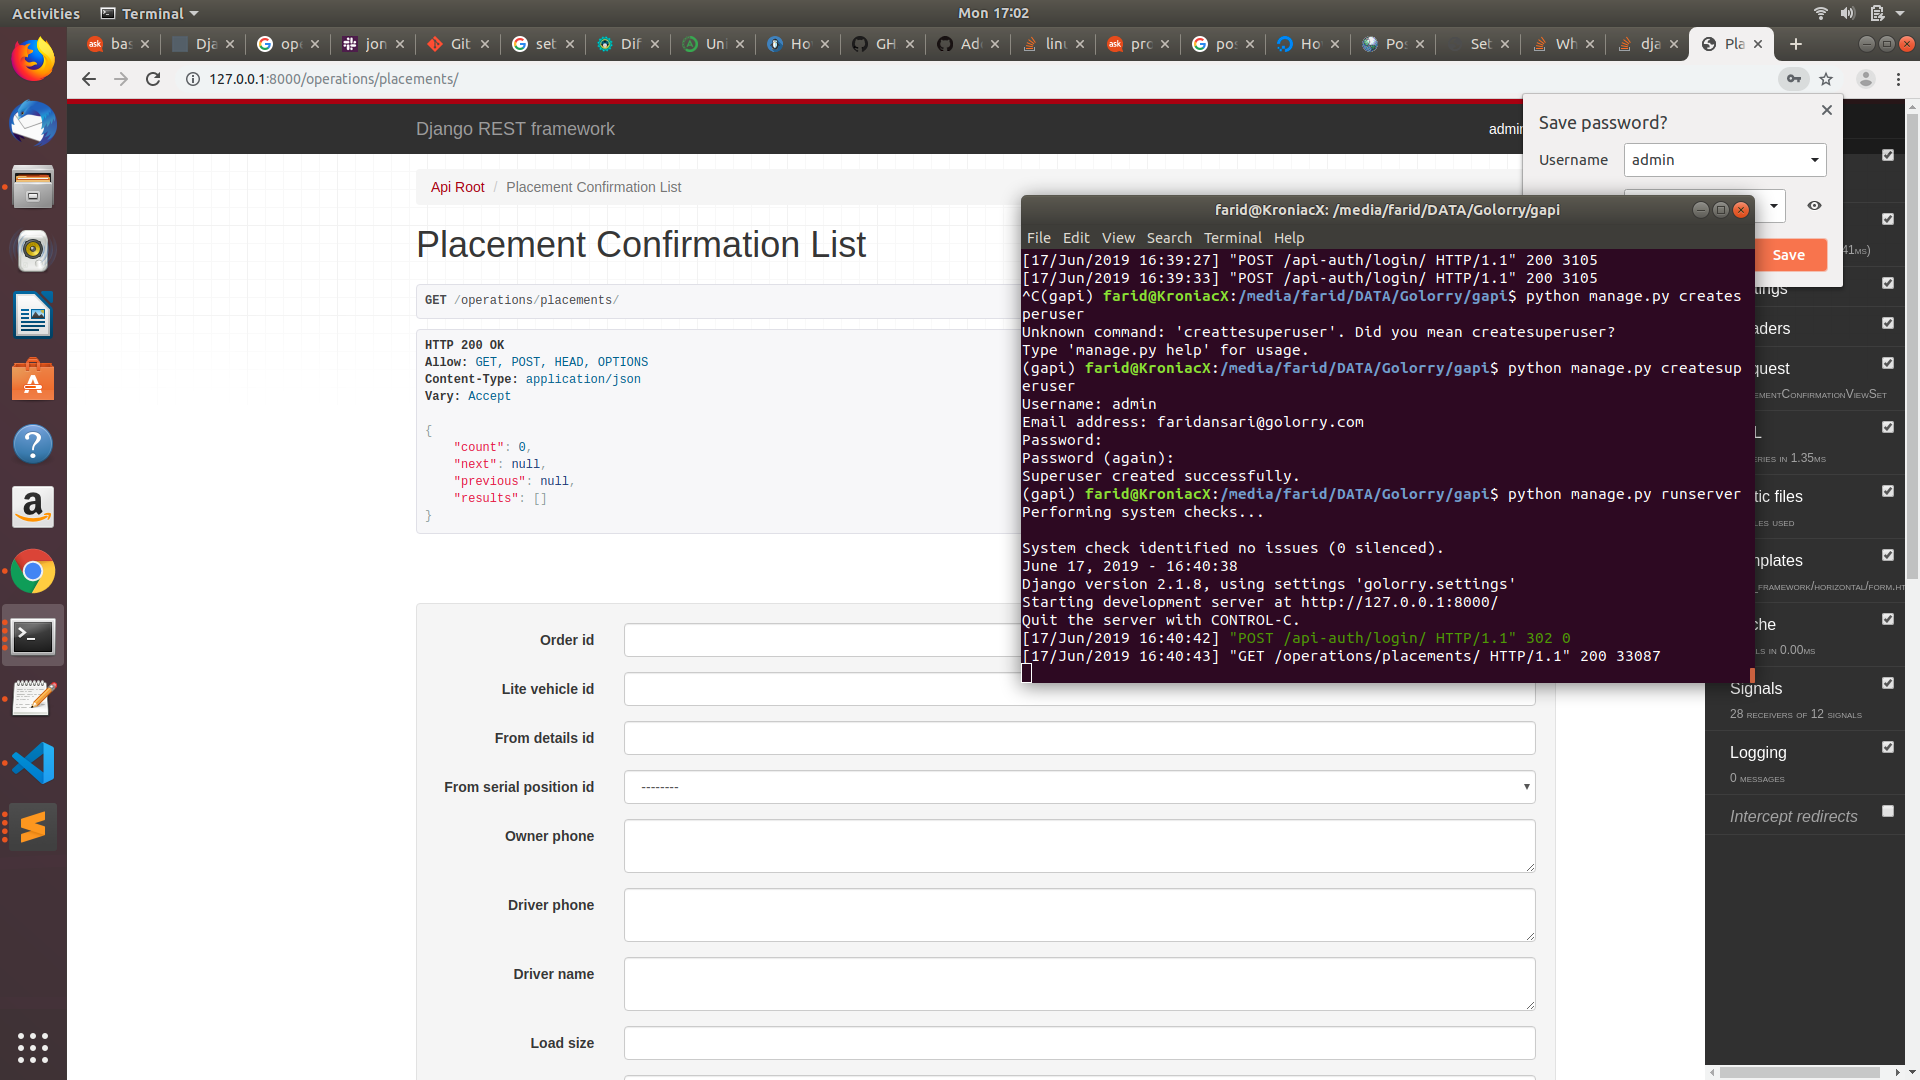 Activities
Terminal
Mon 17:02
bas
Dja
ope
jon
Git
set
Dif
Uni
Ho
GH
Ad
linu
pro
pos
Ho
Pos
Set
Wh
dja
Pla
127.0.0.1:8000/operations/placements/
Django REST framework
admin
Save password?
Username
admin
Save
Api Root / Placement Confirmation List
Placement Confirmation List
GET /operations/placements/
HTTP 200 OK
Allow: GET, POST, HEAD, OPTIONS
Content-Type: application/json
Vary: Accept
{
"count": 0,
"next": null,
"previous": null,
"results": []
}
Order id
Lite vehicle id
From details id
From serial position id
--------
Owner phone
Driver phone
Driver name
Load size
farid@KroniacX: /media/farid/DATA/Golorry/gapi
File Edit View Search Terminal Help
[17/Jun/2019 16:39:27] "POST /api-auth/login/ HTTP/1.1" 200 3105
[17/Jun/2019 16:39:33] "POST /api-auth/login/ HTTP/1.1" 200 3105
^C(gapi) farid@KroniacX:/media/farid/DATA/Golorry/gapi$ python manage.py creates
peruser
Unknown command: 'creattesuperuser'. Did you mean createsuperuser?
Type 'manage.py help' for usage.
(gapi) farid@KroniacX:/media/farid/DATA/Golorry/gapi$ python manage.py createsup
eruser
Username: admin
Email address: faridansari@golorry.com
Password:
Password (again):
Superuser created successfully.
(gapi) farid@KroniacX:/media/farid/DATA/Golorry/gapi$ python manage.py runserver
Performing system checks...
System check identified no issues (0 silenced).
June 17, 2019 - 16:40:38
Django version 2.1.8, using settings 'golorry.settings'
Starting development server at http://127.0.0.1:8000/
Quit the server with CONTROL-C.
[17/Jun/2019 16:40:42] "POST /api-auth/login/ HTTP/1.1" 302 0
[17/Jun/2019 16:40:43] "GET /operations/placements/ HTTP/1.1" 200 33087
41ms)
ngs
aders
quest
ementConfirmationViewSet
L
eries in 1.35ms
tic files
les used
mplates
_framework/horizontal/form.ht
che
ls in 0.00ms
Signals
28 receivers of 12 signals
Logging
0 messages
Intercept redirects